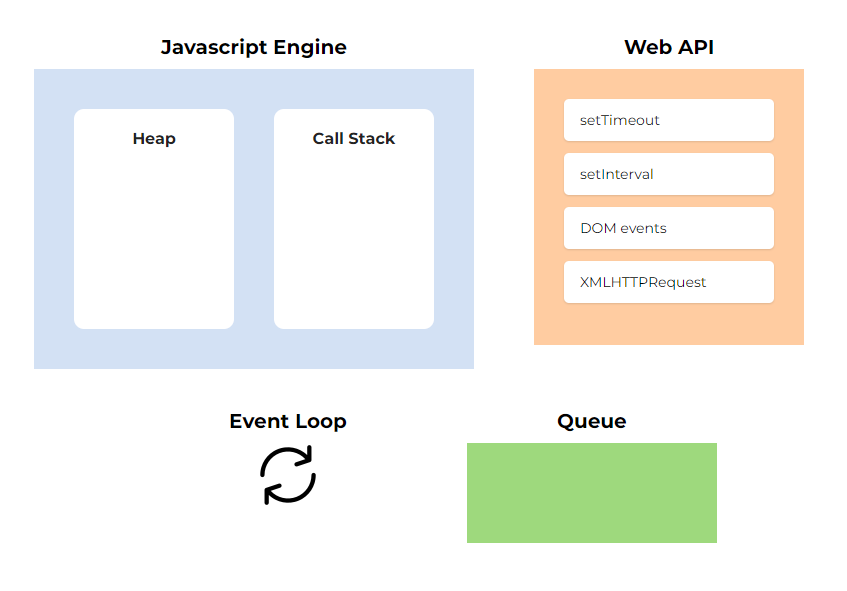 Javascript Engine
Heap
Call Stack
Web API
setTimeout
setInterval
DOM events
XMLHTTPRequest
Event Loop
Queue